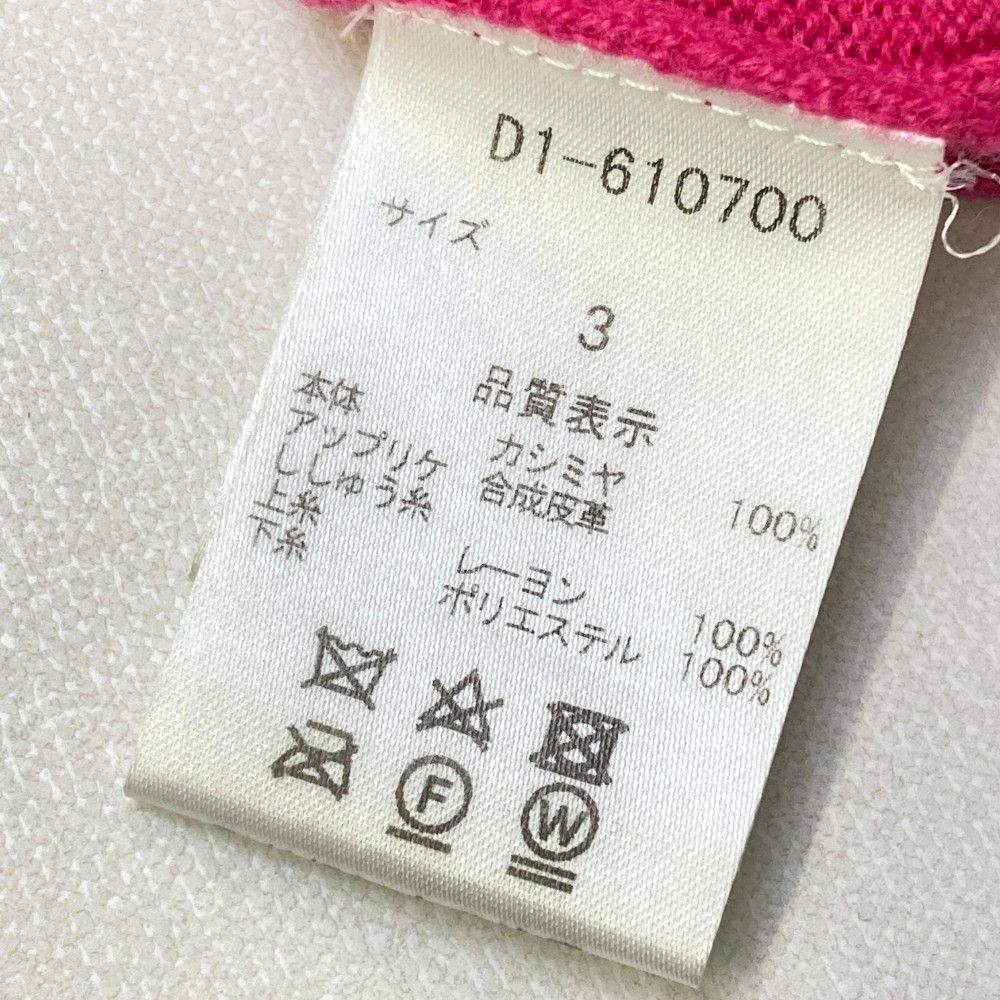 D1-610700
サイズ
3
品質表示
本体 カシミヤ 100%
アップリケ 合成皮革
ししゅう糸
上糸 レーヨン 100%
下糸 ポリエステル 100%
F
W